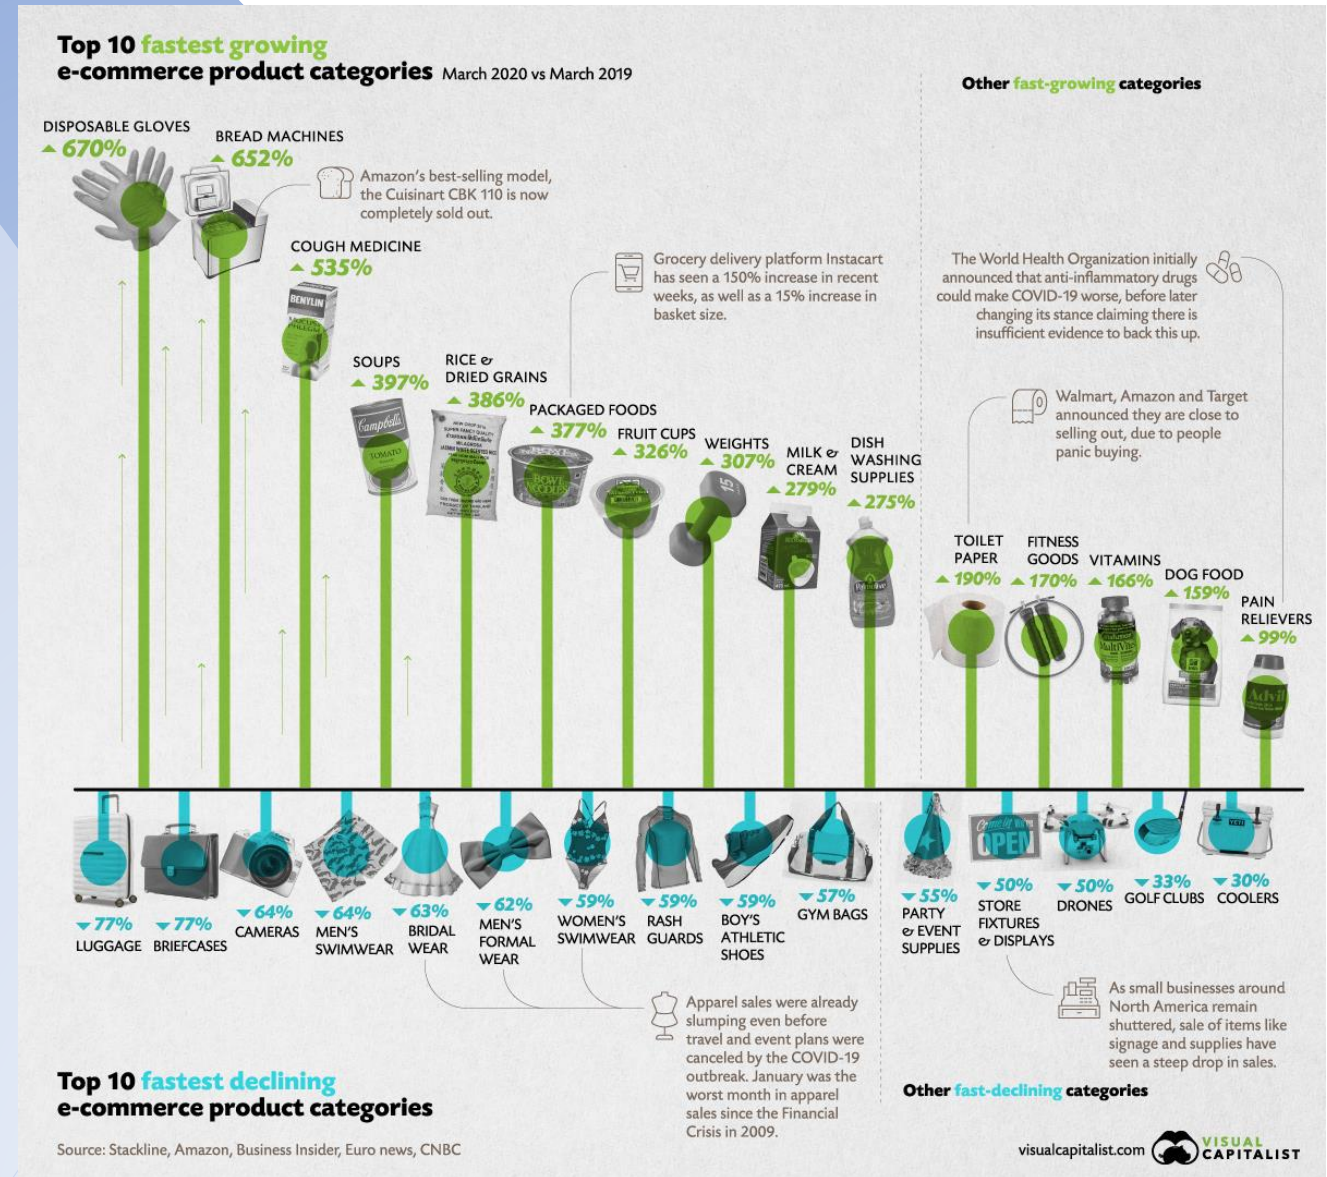 Top 10 fastest growing
e-commerce product categories March 2020 vs March 2019
Other fast-growing categories
DISPOSABLE GLOVES
▲ 670%
BREAD MACHINES
▲ 652%
Amazon's best-selling model,
the Cuisinart CBK 110 is now
completely sold out.
COUGH MEDICINE
▲ 535%
BENYLIN
Grocery delivery platform Instacart
has seen a 150% increase in recent
weeks, as well as a 15% increase in
basket size.
The World Health Organization initially
announced that anti-inflammatory drugs
could make COVID-19 worse, before later
changing its stance claiming there is
insufficient evidence to back this up.
SOUPS
▲ 397%
Campbell's
TOMATO
RICE &
DRIED GRAINS
▲ 386%
PACKAGED FOODS
▲ 377%
BOWL
NOODLES
FRUIT CUPS
▲ 326%
WEIGHTS
▲ 307%
15
MILK &
CREAM
▲ 279%
DISH
WASHING
SUPPLIES
▲ 275%
Walmart, Amazon and Target
announced they are close to
selling out, due to people
panic buying.
TOILET
PAPER
▲ 190%
FITNESS
GOODS
▲ 170%
VITAMINS
▲ 166%
MultiVites
DOG FOOD
▲ 159%
PAIN
RELIEVERS
▲ 99%
Advil
▼ 77%
LUGGAGE
▼ 77%
BRIEFCASES
▼ 64%
CAMERAS
▼ 64%
MEN'S
SWIMWEAR
▼ 63%
BRIDAL
WEAR
▼ 62%
MEN'S
FORMAL
WEAR
▼ 59%
WOMEN'S
SWIMWEAR
▼ 59%
RASH
GUARDS
▼ 59%
BOY'S
ATHLETIC
SHOES
▼ 57%
GYM BAGS
▼ 55%
PARTY
& EVENT
SUPPLIES
OPEN
▼ 50%
STORE
FIXTURES
& DISPLAYS
▼ 50%
DRONES
▼ 33%
GOLF CLUBS
YETI
▼ 30%
COOLERS
Apparel sales were already
slumping even before
travel and event plans were
canceled by the COVID-19
outbreak. January was the
worst month in apparel
sales since the Financial
Crisis in 2009.
As small businesses around
North America remain
shuttered, sale of items like
signage and supplies have
seen a steep drop in sales.
Top 10 fastest declining
e-commerce product categories
Other fast-declining categories
Source: Stackline, Amazon, Business Insider, Euro news, CNBC
visualcapitalist.com
VISUAL
CAPITALIST